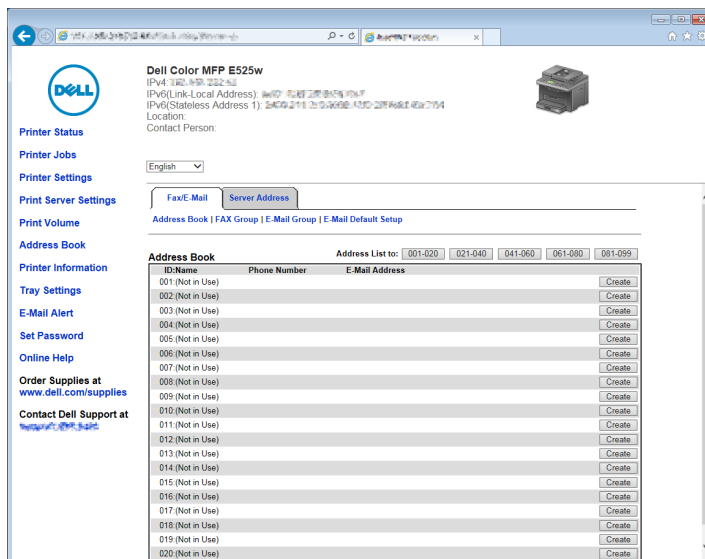 DELL
Dell Color MFP E525w
IPv4:
IPv6(Link-Local Address):
IPv6(Stateless Address 1):
Location:
Contact Person:
Printer Status
Printer Jobs
Printer Settings
Print Server Settings
Print Volume
Address Book
Printer Information
Tray Settings
E-Mail Alert
Set Password
Online Help
Order Supplies at
www.dell.com/supplies
Contact Dell Support at
English
Fax/E-Mail Server Address
Address Book | FAX Group | E-Mail Group | E-Mail Default Setup
Address Book Address List to: 001-020 021-040 041-060 061-080 081-099
ID:Name Phone Number E-Mail Address
001:(Not in Use) Create
002:(Not in Use) Create
003:(Not in Use) Create
004:(Not in Use) Create
005:(Not in Use) Create
006:(Not in Use) Create
007:(Not in Use) Create
008:(Not in Use) Create
009:(Not in Use) Create
010:(Not in Use) Create
011:(Not in Use) Create
012:(Not in Use) Create
013:(Not in Use) Create
014:(Not in Use) Create
015:(Not in Use) Create
016:(Not in Use) Create
017:(Not in Use) Create
018:(Not in Use) Create
019:(Not in Use) Create
020:(Not in Use) Create